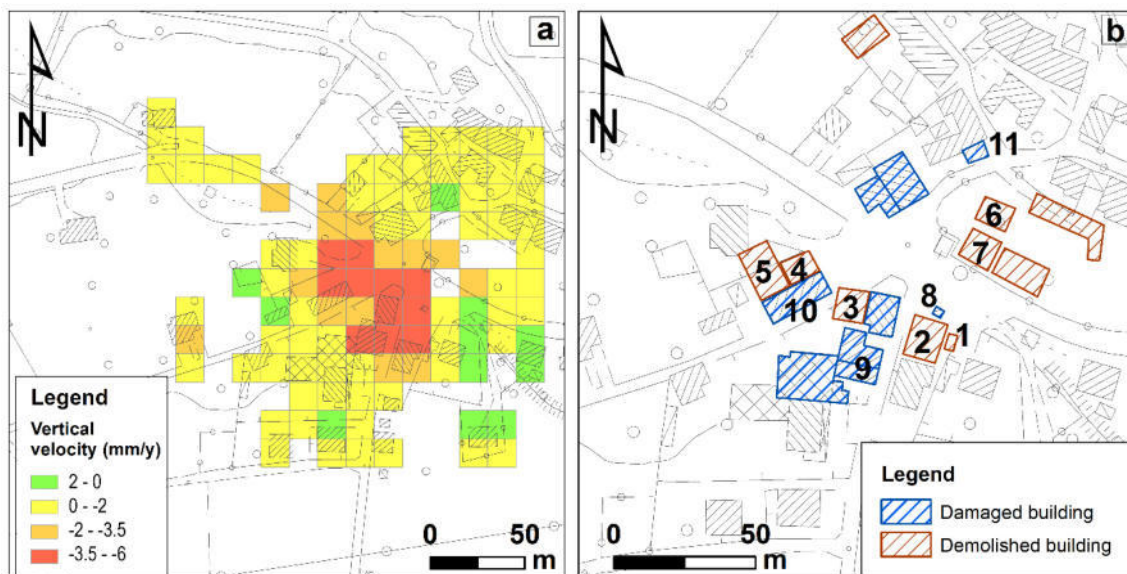 a
N
Legend
Vertical
velocity (mm/y)
2 - 0
0 - -2
-2 - -3.5
-3.5 - -6
0 50
m
b
N
11
6
7
5
4
10
3
8
2
1
9
Legend
Damaged building
Demolished building
0 50
m